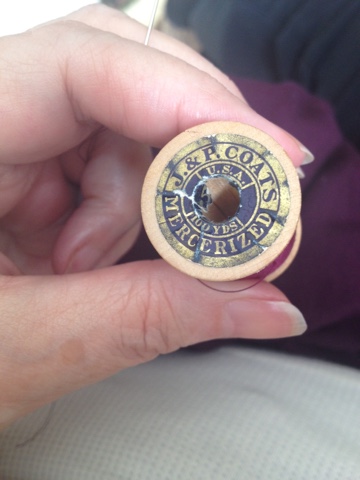 J. & P. COATS
U.S.A.
100 YDS
MERCERIZED